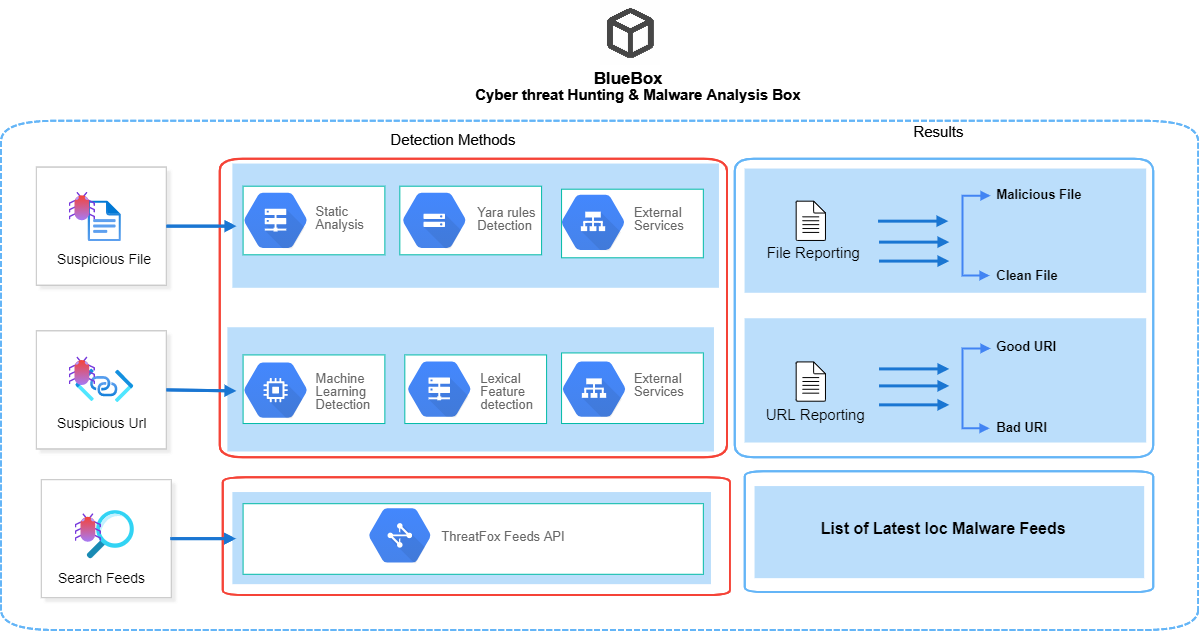 BlueBox
Cyber threat Hunting & Malware Analysis Box
Detection Methods
Results
Suspicious File
Static
Analysis
Yara rules
Detection
External
Services
File Reporting
Malicious File
Clean File
Suspicious Url
Machine
Learning
Detection
Lexical
Feature
detection
External
Services
URL Reporting
Good URI
Bad URI
Search Feeds
ThreatFox Feeds API
List of Latest Ioc Malware Feeds